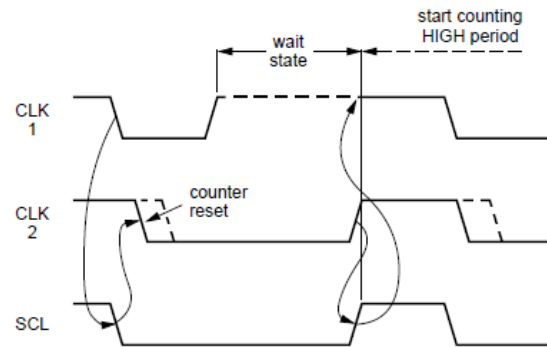 start counting
HIGH period
wait
state
CLK
1
counter
reset
CLK
2
SCL